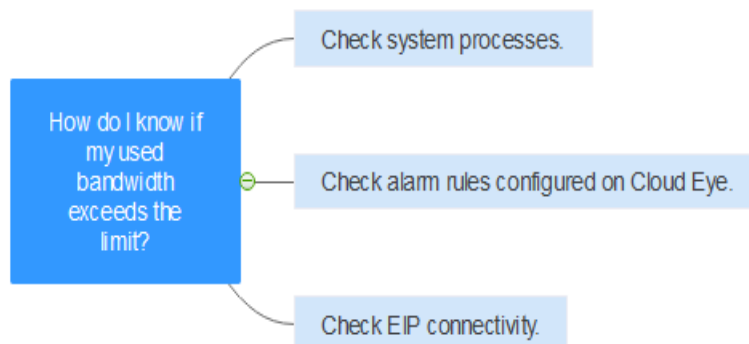 How do I know if
my used
bandwidth
exceeds the
limit?
Check system processes.
Check alarm rules configured on Cloud Eye.
Check EIP connectivity.